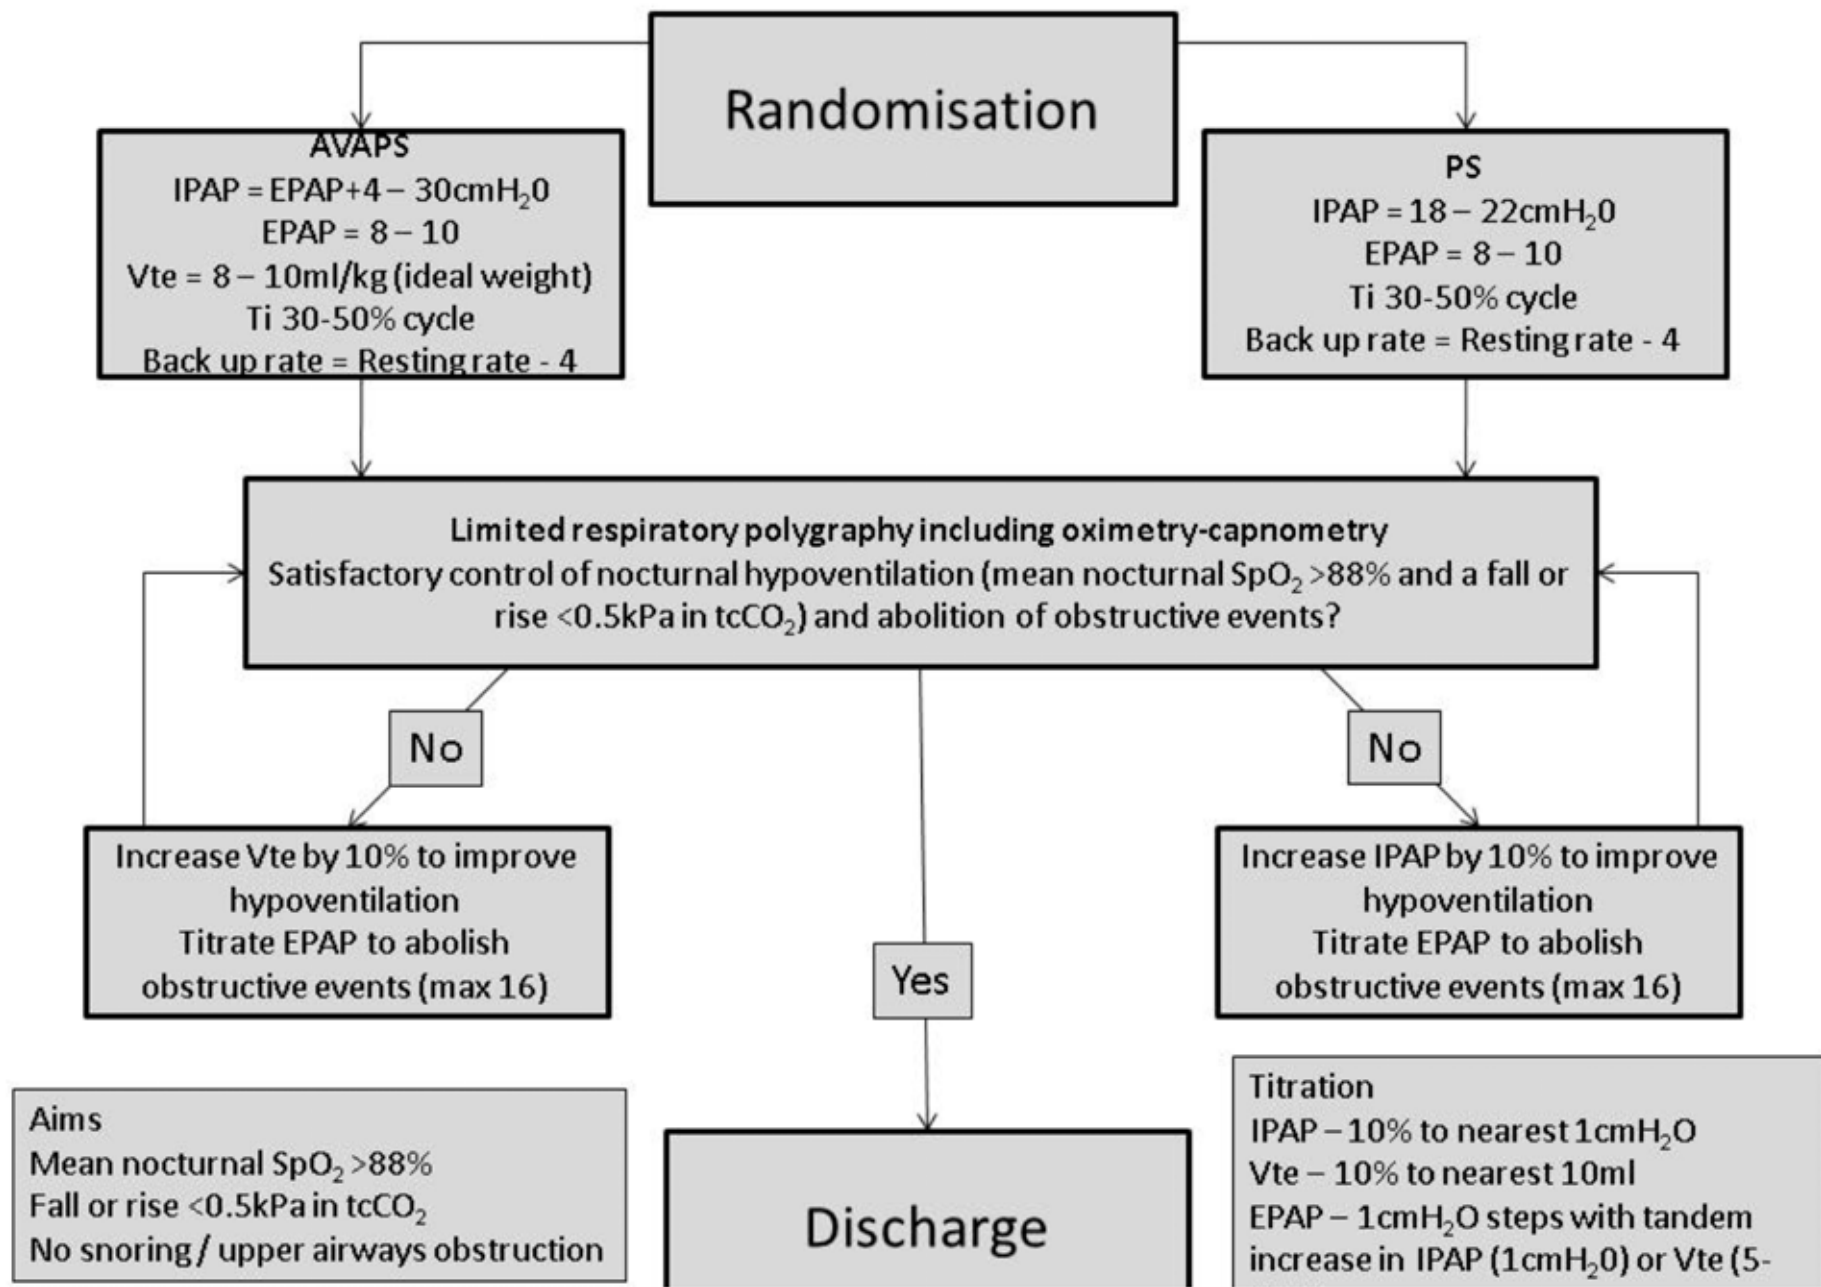 Randomisation
AVAPS
IPAP = EPAP+4 – 30cmH₂0
EPAP = 8 – 10
Vte = 8 – 10ml/kg (ideal weight)
Ti 30-50% cycle
Back up rate = Resting rate - 4
PS
IPAP = 18 – 22cmH₂0
EPAP = 8 – 10
Ti 30-50% cycle
Back up rate = Resting rate - 4
Limited respiratory polygraphy including oximetry-capnometry
Satisfactory control of nocturnal hypoventilation (mean nocturnal SpO₂ >88% and a fall or
rise <0.5kPa in tcCO₂) and abolition of obstructive events?
No
No
Increase Vte by 10% to improve
hypoventilation
Titrate EPAP to abolish
obstructive events (max 16)
Increase IPAP by 10% to improve
hypoventilation
Titrate EPAP to abolish
obstructive events (max 16)
Yes
Aims
Mean nocturnal SpO₂ >88%
Fall or rise <0.5kPa in tcCO₂
No snoring / upper airways obstruction
Discharge
Titration
IPAP – 10% to nearest 1cmH₂O
Vte – 10% to nearest 10ml
EPAP – 1cmH₂O steps with tandem
increase in IPAP (1cmH₂0) or Vte (5-